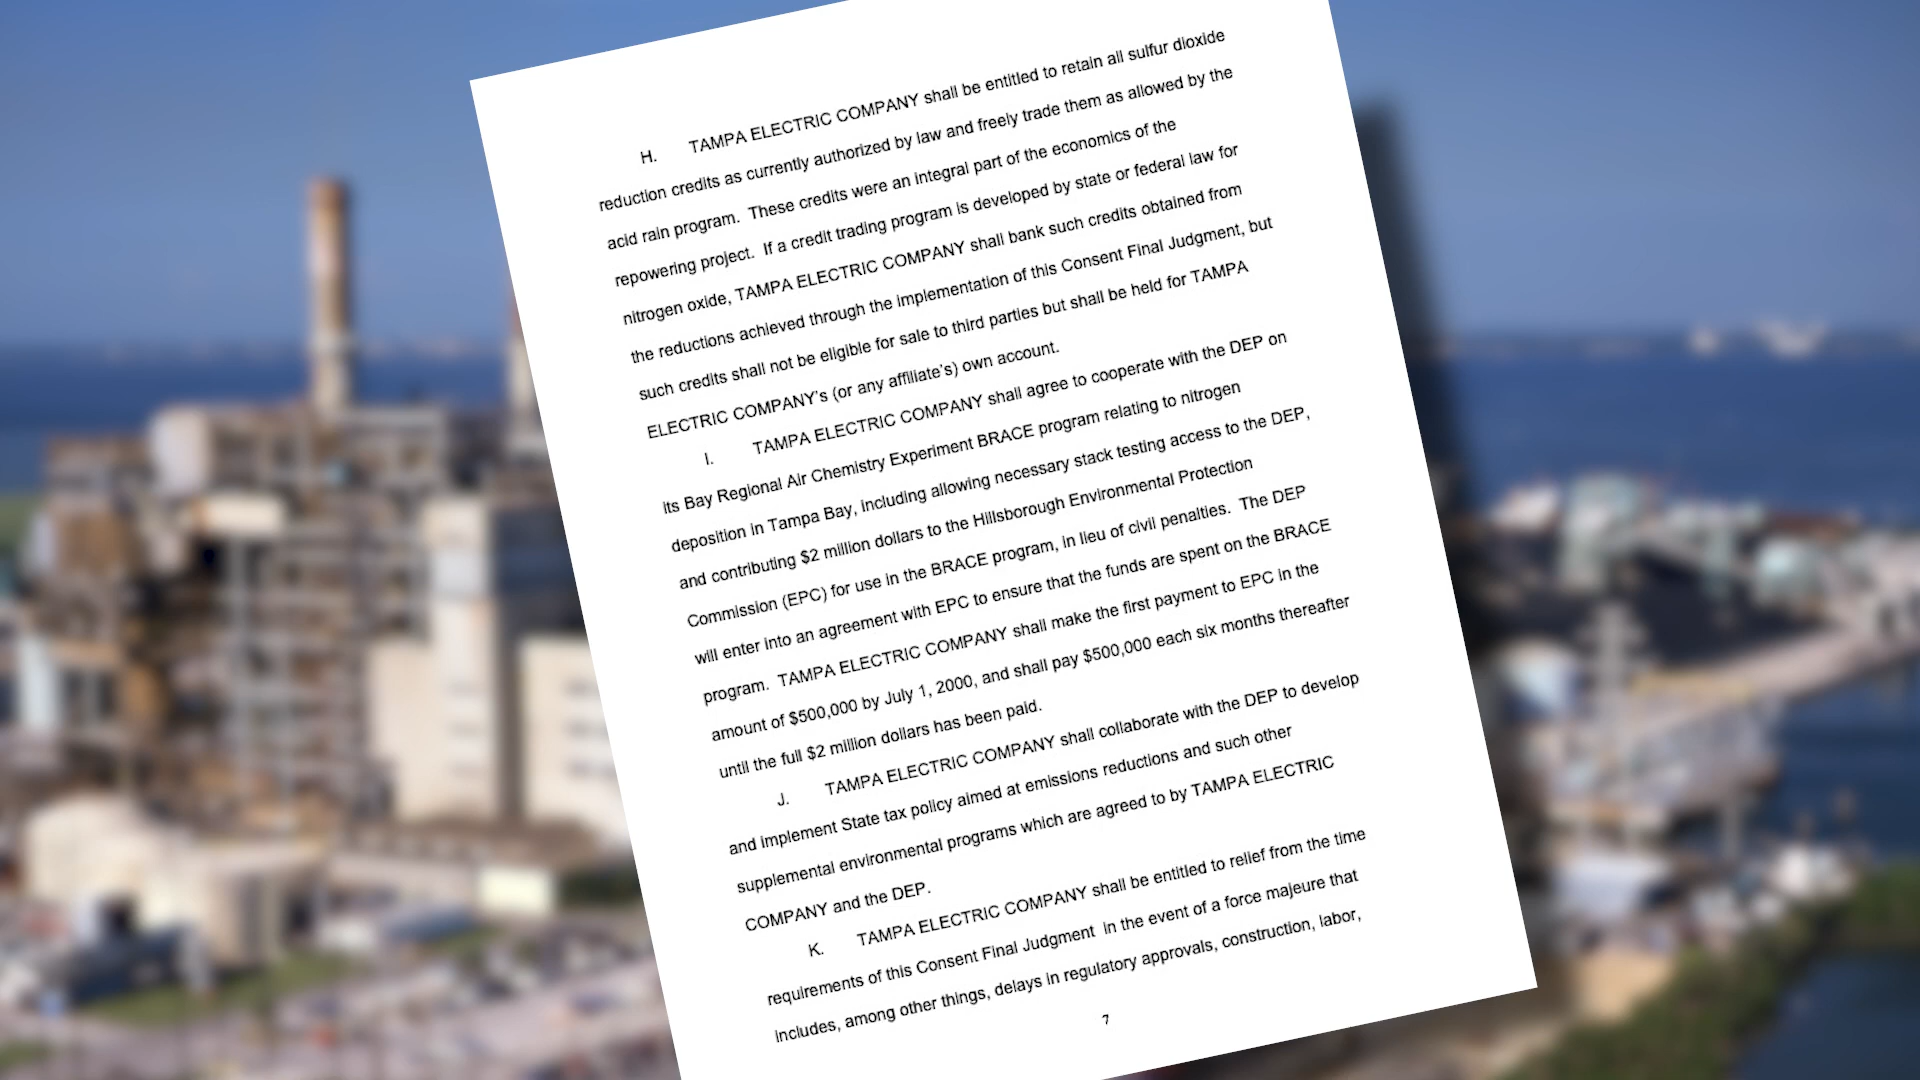 H. TAMPA ELECTRIC COMPANY shall be entitled to retain all sulfur dioxide
reduction credits as currently authorized by law and freely trade them as allowed by the
acid rain program. These credits were an integral part of the economics of the
repowering project. If a credit trading program is developed by state or federal law for
nitrogen oxide, TAMPA ELECTRIC COMPANY shall bank such credits obtained from
the reductions achieved through the implementation of this Consent Final Judgment, but
such credits shall not be eligible for sale to third parties but shall be held for TAMPA
ELECTRIC COMPANY's (or any affiliate's) own account.
I. TAMPA ELECTRIC COMPANY shall agree to cooperate with the DEP on
its Bay Regional Air Chemistry Experiment BRACE program relating to nitrogen
deposition in Tampa Bay, including allowing necessary stack testing access to the DEP,
and contributing $2 million dollars to the Hillsborough Environmental Protection
Commission (EPC) for use in the BRACE program, in lieu of civil penalties. The DEP
will enter into an agreement with EPC to ensure that the funds are spent on the BRACE
program. TAMPA ELECTRIC COMPANY shall make the first payment to EPC in the
amount of $500,000 by July 1, 2000, and shall pay $500,000 each six months thereafter
until the full $2 million dollars has been paid.
J. TAMPA ELECTRIC COMPANY shall collaborate with the DEP to develop
and implement State tax policy aimed at emissions reductions and such other
supplemental environmental programs which are agreed to by TAMPA ELECTRIC
COMPANY and the DEP.
K. TAMPA ELECTRIC COMPANY shall be entitled to relief from the time
requirements of this Consent Final Judgment in the event of a force majeure that
includes, among other things, delays in regulatory approvals, construction, labor,
7